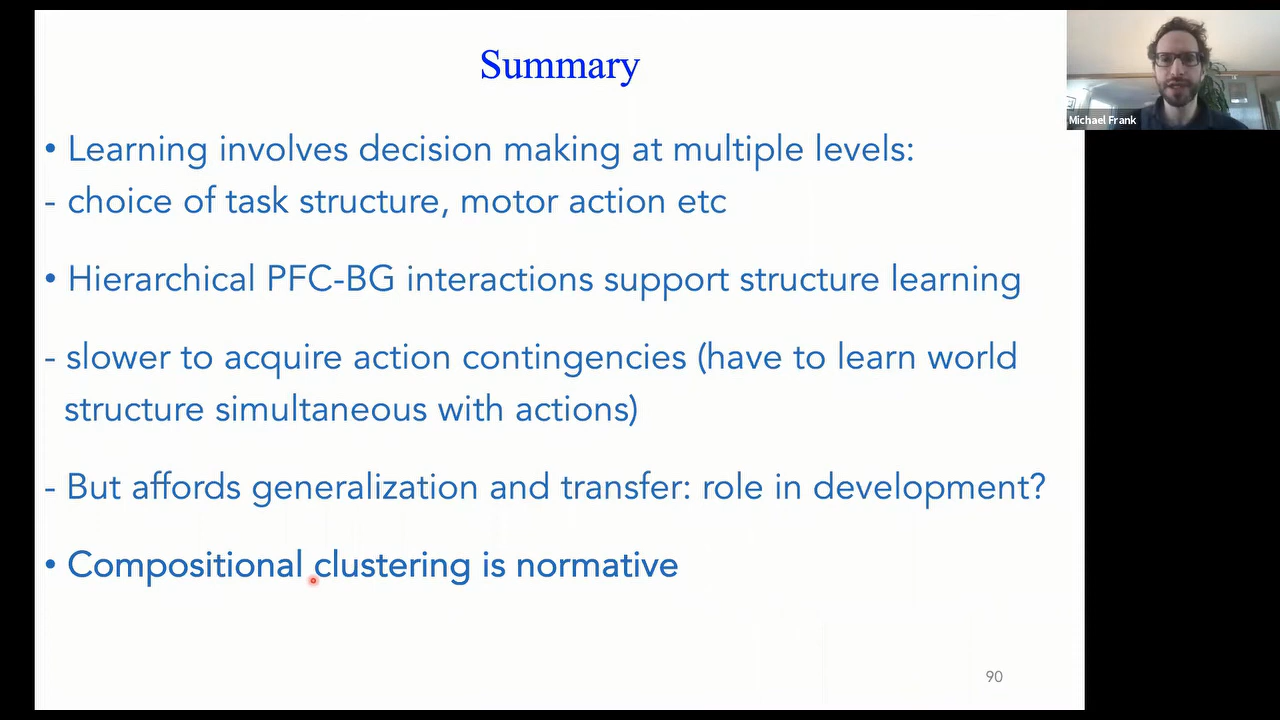 Summary
Michael Frank
• Learning involves decision making at multiple levels:
- choice of task structure, motor action etc
• Hierarchical PFC-BG interactions support structure learning
- slower to acquire action contingencies (have to learn world
structure simultaneous with actions)
- But affords generalization and transfer: role in development?
• Compositional clustering is normative
90